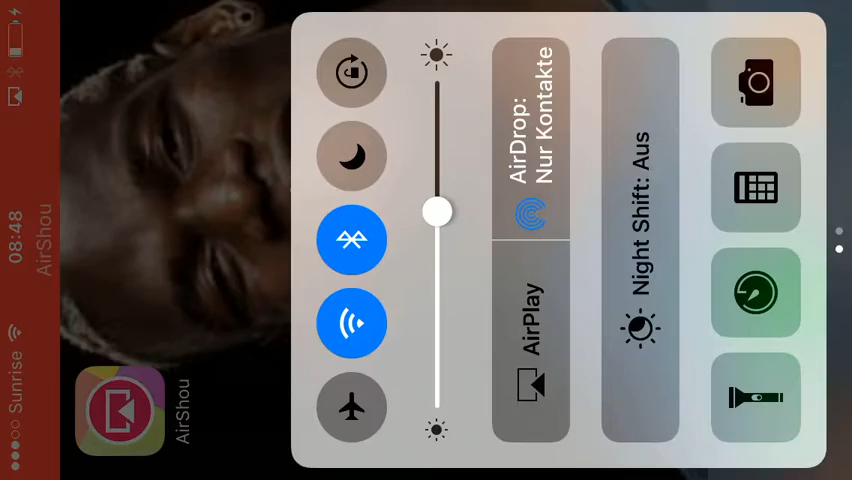 Sunrise
08:48
AirShou
AirShou
AirPlay
AirDrop:
Nur Kontakte
Night Shift: Aus